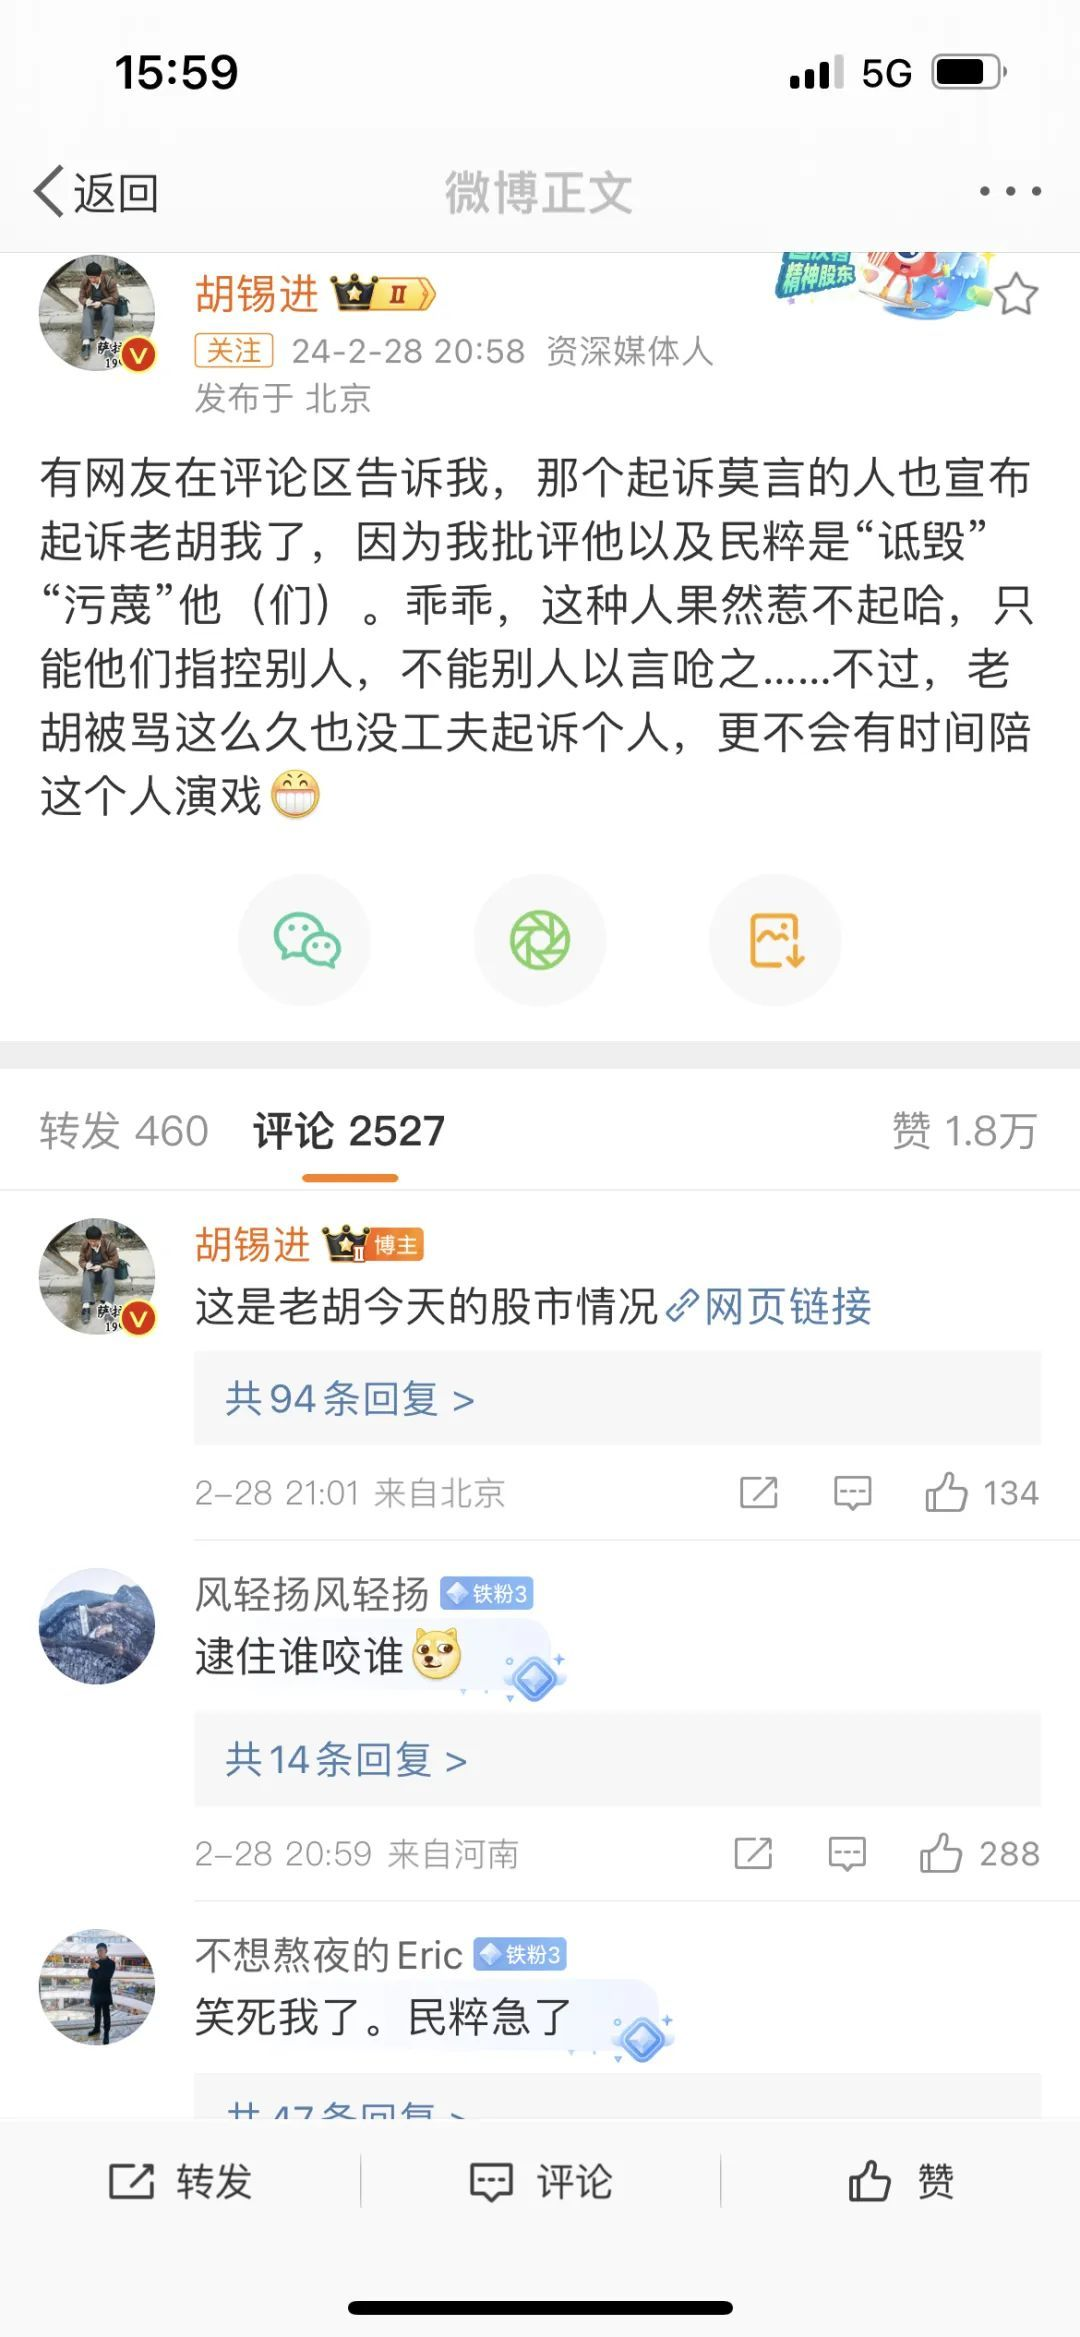 15:59
5G
返回
微博正文
精神股东
胡锡进
II
关注 24-2-28 20:58 资深媒体人
发布于 北京
有网友在评论区告诉我，那个起诉莫言的人也宣布
起诉老胡我了，因为我批评他以及民粹是“诋毁”
“污蔑”他（们）。乖乖，这种人果然惹不起哈，只
能他们指控别人，不能别人以言呛之……不过，老
胡被骂这么久也没工夫起诉个人，更不会有时间陪
这个人演戏
转发 460 评论 2527 赞 1.8万
胡锡进 II 博主
这是老胡今天的股市情况 网页链接
共94条回复 >
2-28 21:01 来自北京 134
风轻扬风轻扬 铁粉3
逮住谁咬谁
共14条回复 >
2-28 20:59 来自河南 288
不想熬夜的Eric 铁粉3
笑死我了。民粹急了
共47条回复 >
转发 评论 赞